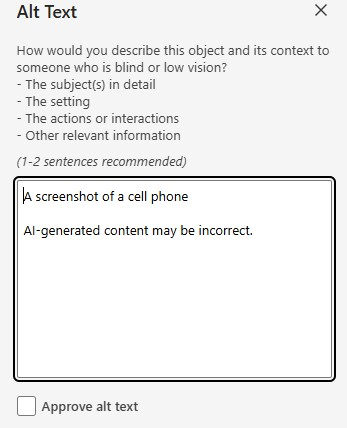 Alt Text
How would you describe this object and its context to
someone who is blind or low vision?
- The subject(s) in detail
- The setting
- The actions or interactions
- Other relevant information
(1-2 sentences recommended)
A screenshot of a cell phone
AI-generated content may be incorrect.
Approve alt text